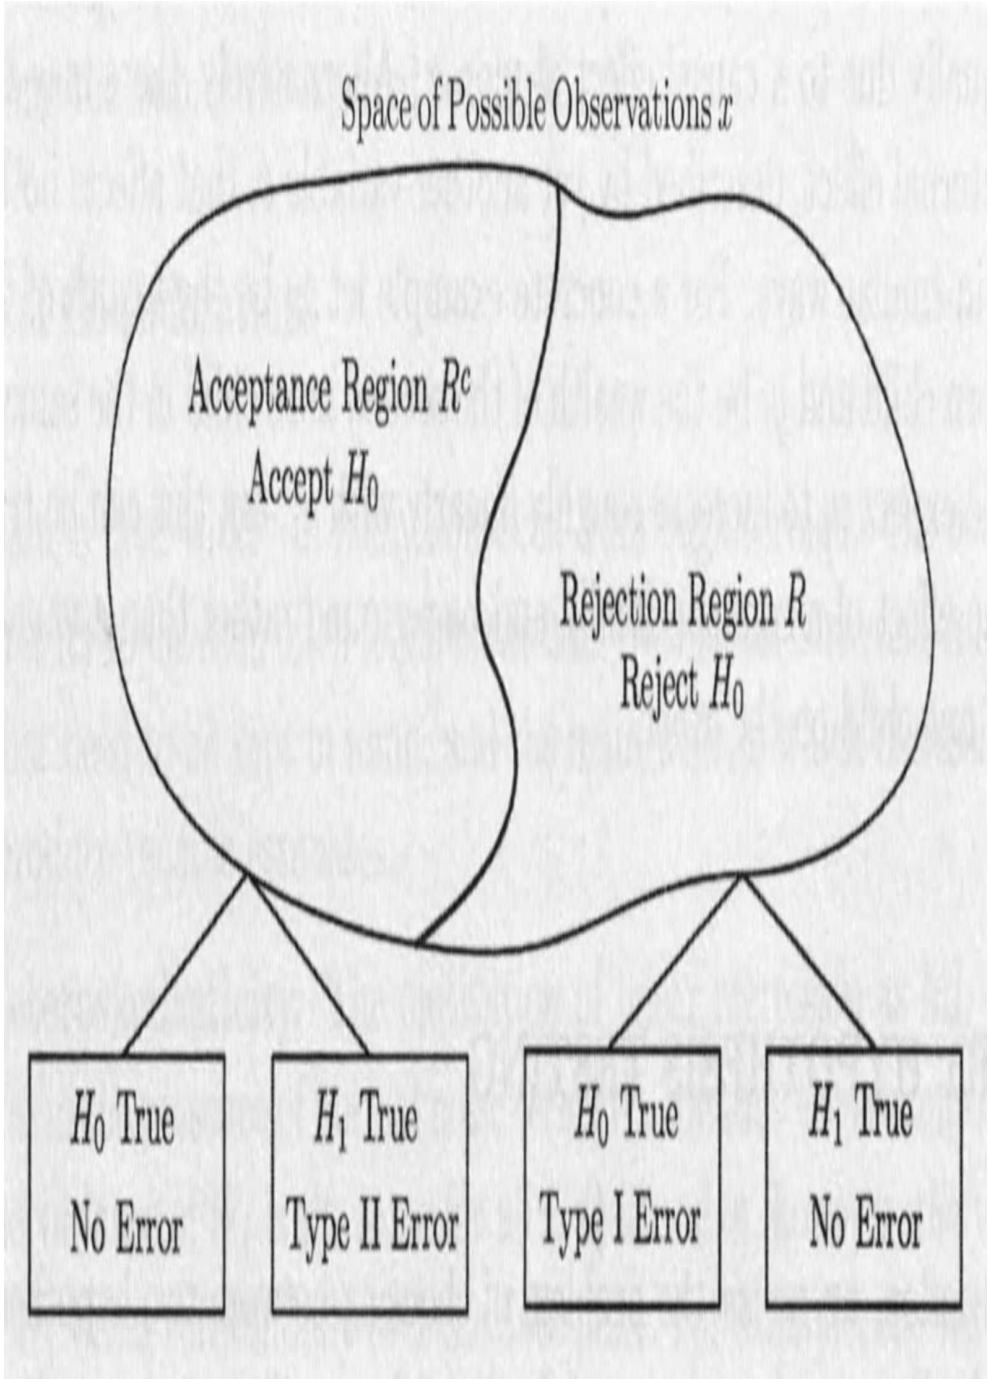 Space of Possible Observations x
Acceptance Region Rᶜ
Accept H₀
Rejection Region R
Reject H₀
H₀ True
No Error
H₁ True
Type II Error
H₀ True
Type I Error
H₁ True
No Error